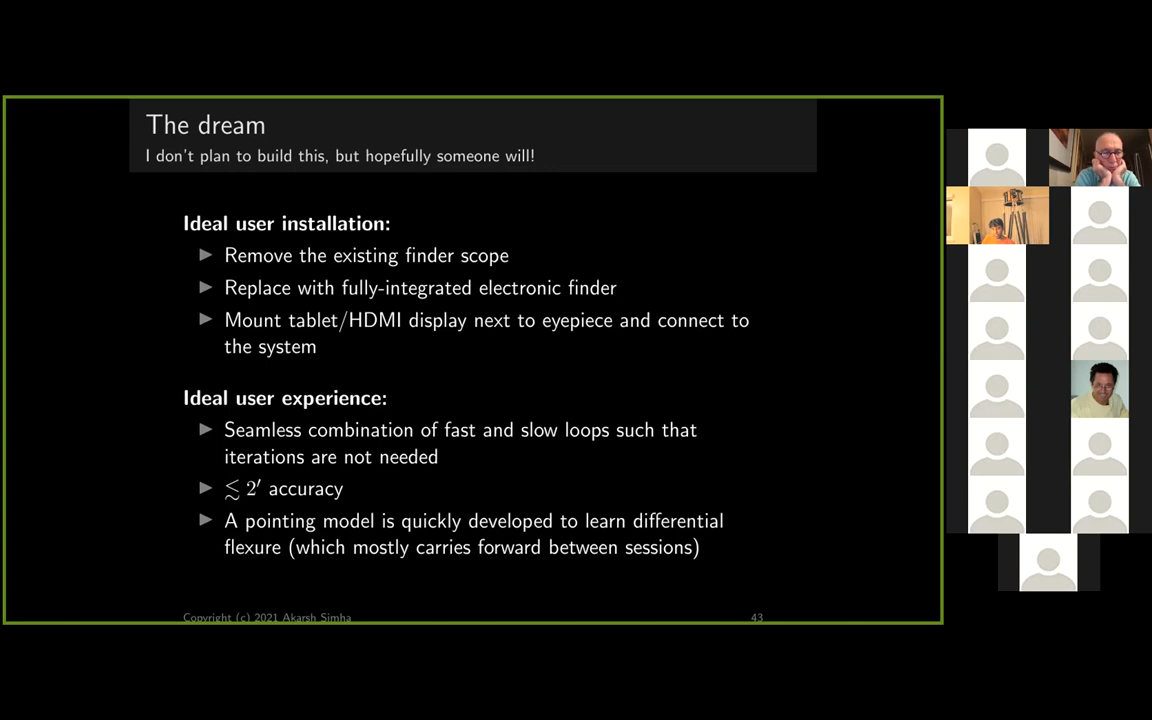 The dream
I don't plan to build this, but hopefully someone will!
Ideal user installation:
▶ Remove the existing finder scope
▶ Replace with fully-integrated electronic finder
▶ Mount tablet/HDMI display next to eyepiece and connect to
the system
Ideal user experience:
▶ Seamless combination of fast and slow loops such that
iterations are not needed
▶ ≲ 2′ accuracy
▶ A pointing model is quickly developed to learn differential
flexure (which mostly carries forward between sessions)
Copyright (c) 2021 Akarsh Simha
43